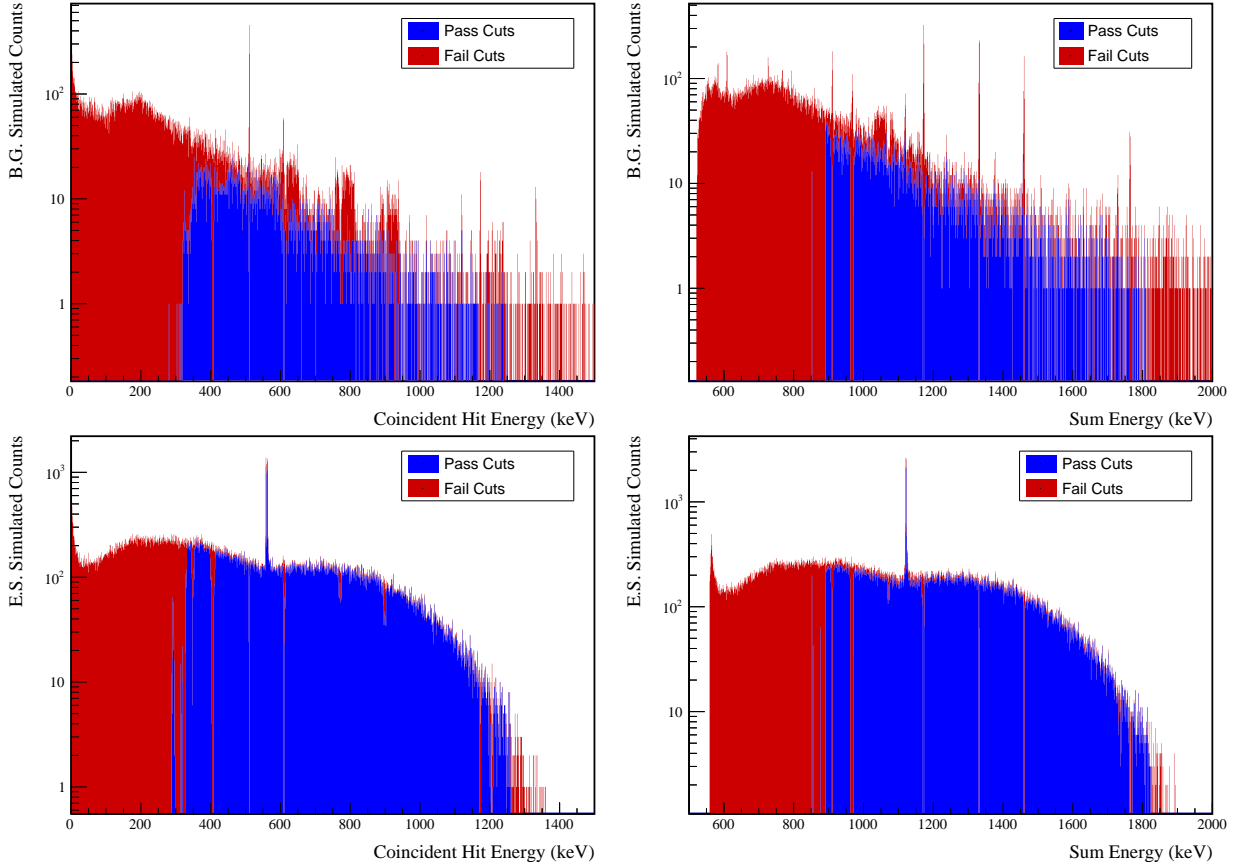 B.G. Simulated Counts
10²
10
1
Pass Cuts
Fail Cuts
0 200 400 600 800 1000 1200 1400
Coincident Hit Energy (keV)
B.G. Simulated Counts
10²
10
1
Pass Cuts
Fail Cuts
600 800 1000 1200 1400 1600 1800 2000
Sum Energy (keV)
E.S. Simulated Counts
10³
10²
10
1
Pass Cuts
Fail Cuts
0 200 400 600 800 1000 1200 1400
Coincident Hit Energy (keV)
E.S. Simulated Counts
10³
10²
10
Pass Cuts
Fail Cuts
600 800 1000 1200 1400 1600 1800 2000
Sum Energy (keV)